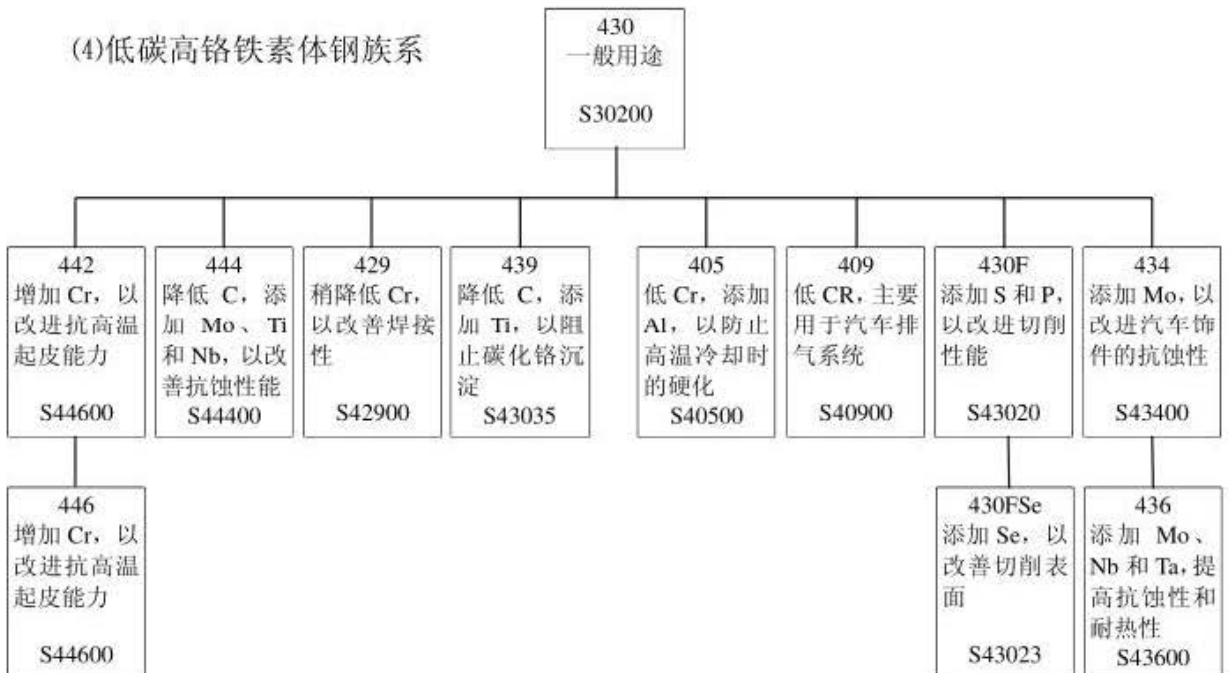 ⑷低碳高铬铁素体钢族系
430
一般用途
S30200
442
增加 Cr，以
改进抗高温
起皮能力
S44600
444
降低 C，添
加 Mo、Ti
和 Nb，以改
善抗蚀性能
S44400
429
稍降低 Cr，
以改善焊接
性
S42900
439
降低 C，添
加 Ti，以阻
止碳化铬沉
淀
S43035
405
低 Cr，添加
Al，以防止
高温冷却时
的硬化
S40500
409
低 CR，主要
用于汽车排
气系统
S40900
430F
添加 S 和 P，
以改进切削
性能
S43020
434
添加 Mo，以
改进汽车饰
件的抗蚀性
S43400
446
增加 Cr，以
改进抗高温
起皮能力
S44600
430FSe
添加 Se，以
改善切削表
面
S43023
436
添加 Mo、
Nb 和 Ta，提
高抗蚀性和
耐热性
S43600